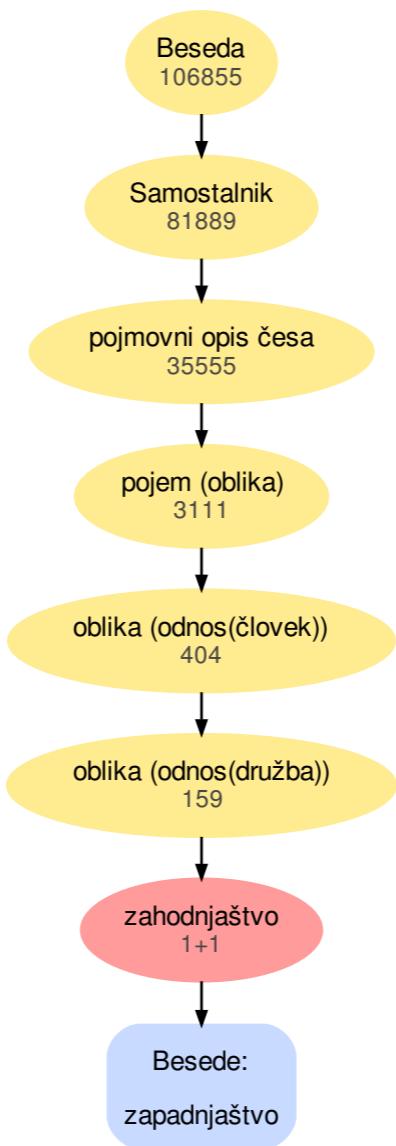 Beseda
106855
Samostalnik
81889
pojmovni opis česa
35555
pojem (oblika)
3111
oblika (odnos(človek))
404
oblika (odnos(družba))
159
zahodnjaštvo
1+1
Besede:
zapadnjaštvo